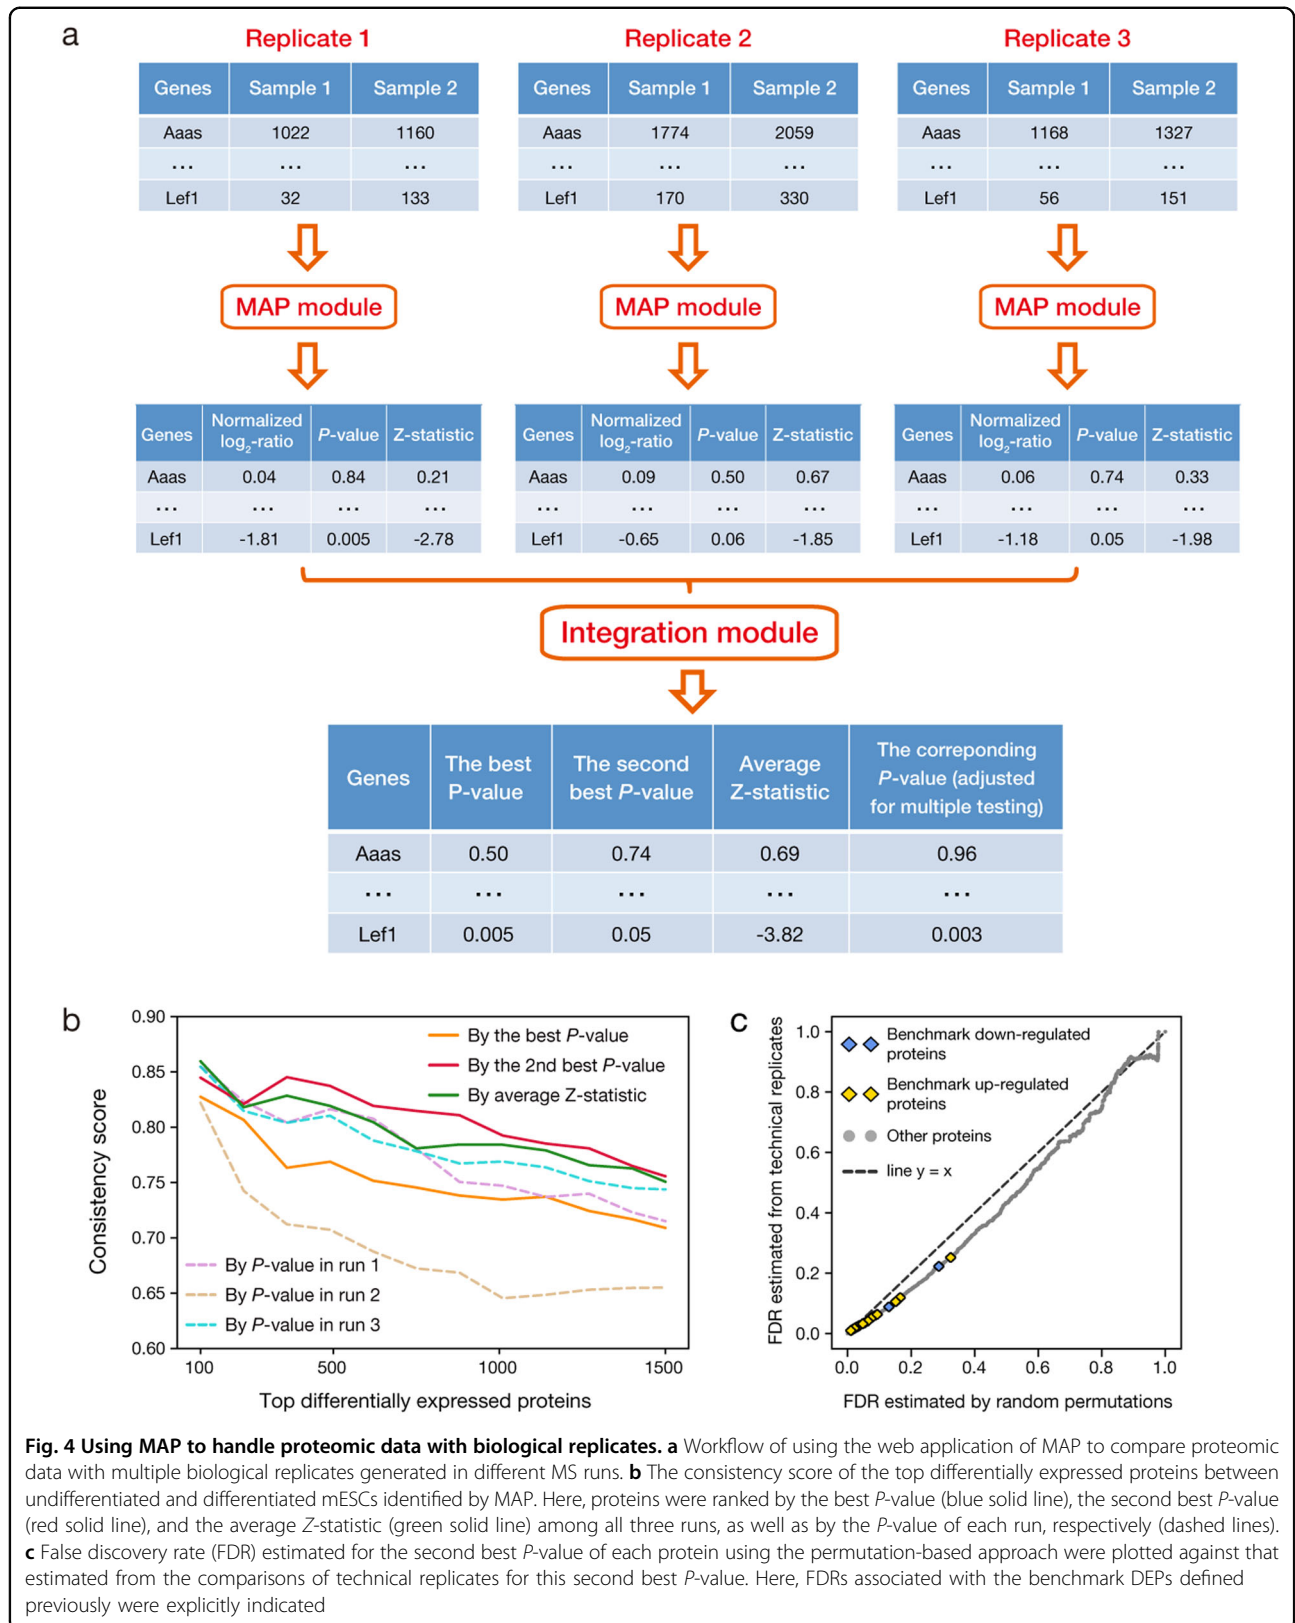 a
Replicate 1
Replicate 2
Replicate 3
Genes Sample 1 Sample 2
Aaas 1022 1160
... ... ...
Lef1 32 133
Genes Sample 1 Sample 2
Aaas 1774 2059
... ... ...
Lef1 170 330
Genes Sample 1 Sample 2
Aaas 1168 1327
... ... ...
Lef1 56 151
MAP module
MAP module
MAP module
Genes Normalized log2-ratio P-value Z-statistic
Aaas 0.04 0.84 0.21
... ... ... ...
Lef1 -1.81 0.005 -2.78
Genes Normalized log2-ratio P-value Z-statistic
Aaas 0.09 0.50 0.67
... ... ... ...
Lef1 -0.65 0.06 -1.85
Genes Normalized log2-ratio P-value Z-statistic
Aaas 0.06 0.74 0.33
... ... ... ...
Lef1 -1.18 0.05 -1.98
Integration module
Genes
The best
P-value
The second
best P-value
Average
Z-statistic
The correponding
P-value (adjusted
for multiple testing)
Aaas 0.50 0.74 0.69 0.96
... ... ... ... ...
Lef1 0.005 0.05 -3.82 0.003
b
Consistency score
0.90
0.85
0.80
0.75
0.70
0.65
0.60
By the best P-value
By the 2nd best P-value
By average Z-statistic
By P-value in run 1
By P-value in run 2
By P-value in run 3
100 500 1000 1500
Top differentially expressed proteins
c
FDR estimated from technical replicates
1.0
0.8
0.6
0.4
0.2
0.0
Benchmark down-regulated
proteins
Benchmark up-regulated
proteins
Other proteins
line y = x
0.0 0.2 0.4 0.6 0.8 1.0
FDR estimated by random permutations
Fig. 4 Using MAP to handle proteomic data with biological replicates. a Workflow of using the web application of MAP to compare proteomic
data with multiple biological replicates generated in different MS runs. b The consistency score of the top differentially expressed proteins between
undifferentiated and differentiated mESCs identified by MAP. Here, proteins were ranked by the best P-value (blue solid line), the second best P-value
(red solid line), and the average Z-statistic (green solid line) among all three runs, as well as by the P-value of each run, respectively (dashed lines).
c False discovery rate (FDR) estimated for the second best P-value of each protein using the permutation-based approach were plotted against that
estimated from the comparisons of technical replicates for this second best P-value. Here, FDRs associated with the benchmark DEPs defined
previously were explicitly indicated